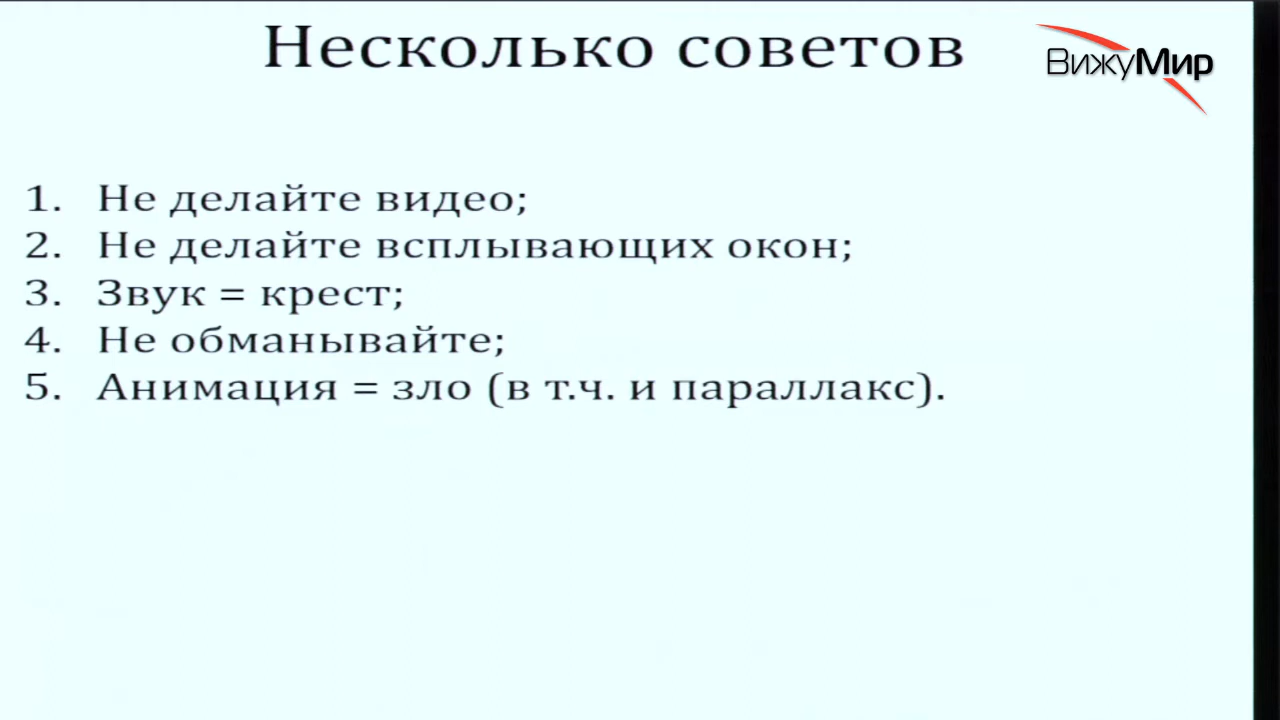 Несколько советов
ВижуМир
1. Не делайте видео;
2. Не делайте всплывающих окон;
3. Звук = крест;
4. Не обманывайте;
5. Анимация = зло (в т.ч. и параллакс).